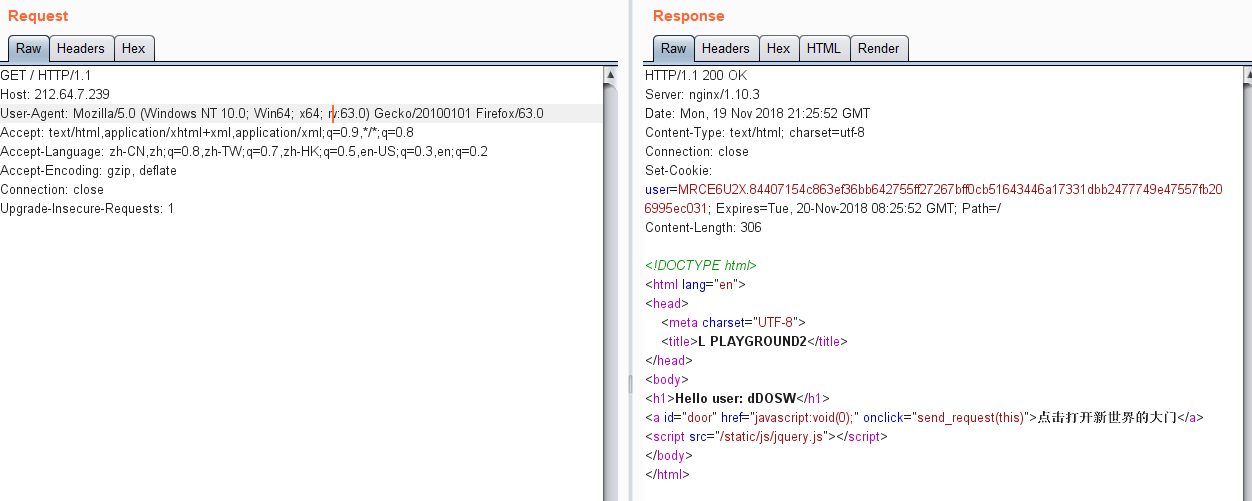 Request
Raw Headers Hex
GET / HTTP/1.1
Host: 212.64.7.239
User-Agent: Mozilla/5.0 (Windows NT 10.0; Win64; x64; rv:63.0) Gecko/20100101 Firefox/63.0
Accept: text/html,application/xhtml+xml,application/xml;q=0.9,*/*;q=0.8
Accept-Language: zh-CN,zh;q=0.8,zh-TW;q=0.7,zh-HK;q=0.5,en-US;q=0.3,en;q=0.2
Accept-Encoding: gzip, deflate
Connection: close
Upgrade-Insecure-Requests: 1
Response
Raw Headers Hex HTML Render
HTTP/1.1 200 OK
Server: nginx/1.10.3
Date: Mon, 19 Nov 2018 21:25:52 GMT
Content-Type: text/html; charset=utf-8
Connection: close
Set-Cookie:
user=MRCE6U2X.84407154c863ef36bb642755ff27267bff0cb51643446a17331dbb2477749e47557fb20
6995ec031; Expires=Tue, 20-Nov-2018 08:25:52 GMT; Path=/
Content-Length: 306
<!DOCTYPE html>
<html lang="en">
<head>
<meta charset="UTF-8">
<title>L PLAYGROUND2</title>
</head>
<body>
<h1>Hello user: dDOSW</h1>
<a id="door" href="javascript:void(0);" onclick="send_request(this)">点击打开新世界的大门</a>
<script src="/static/js/jquery.js"></script>
</body>
</html>